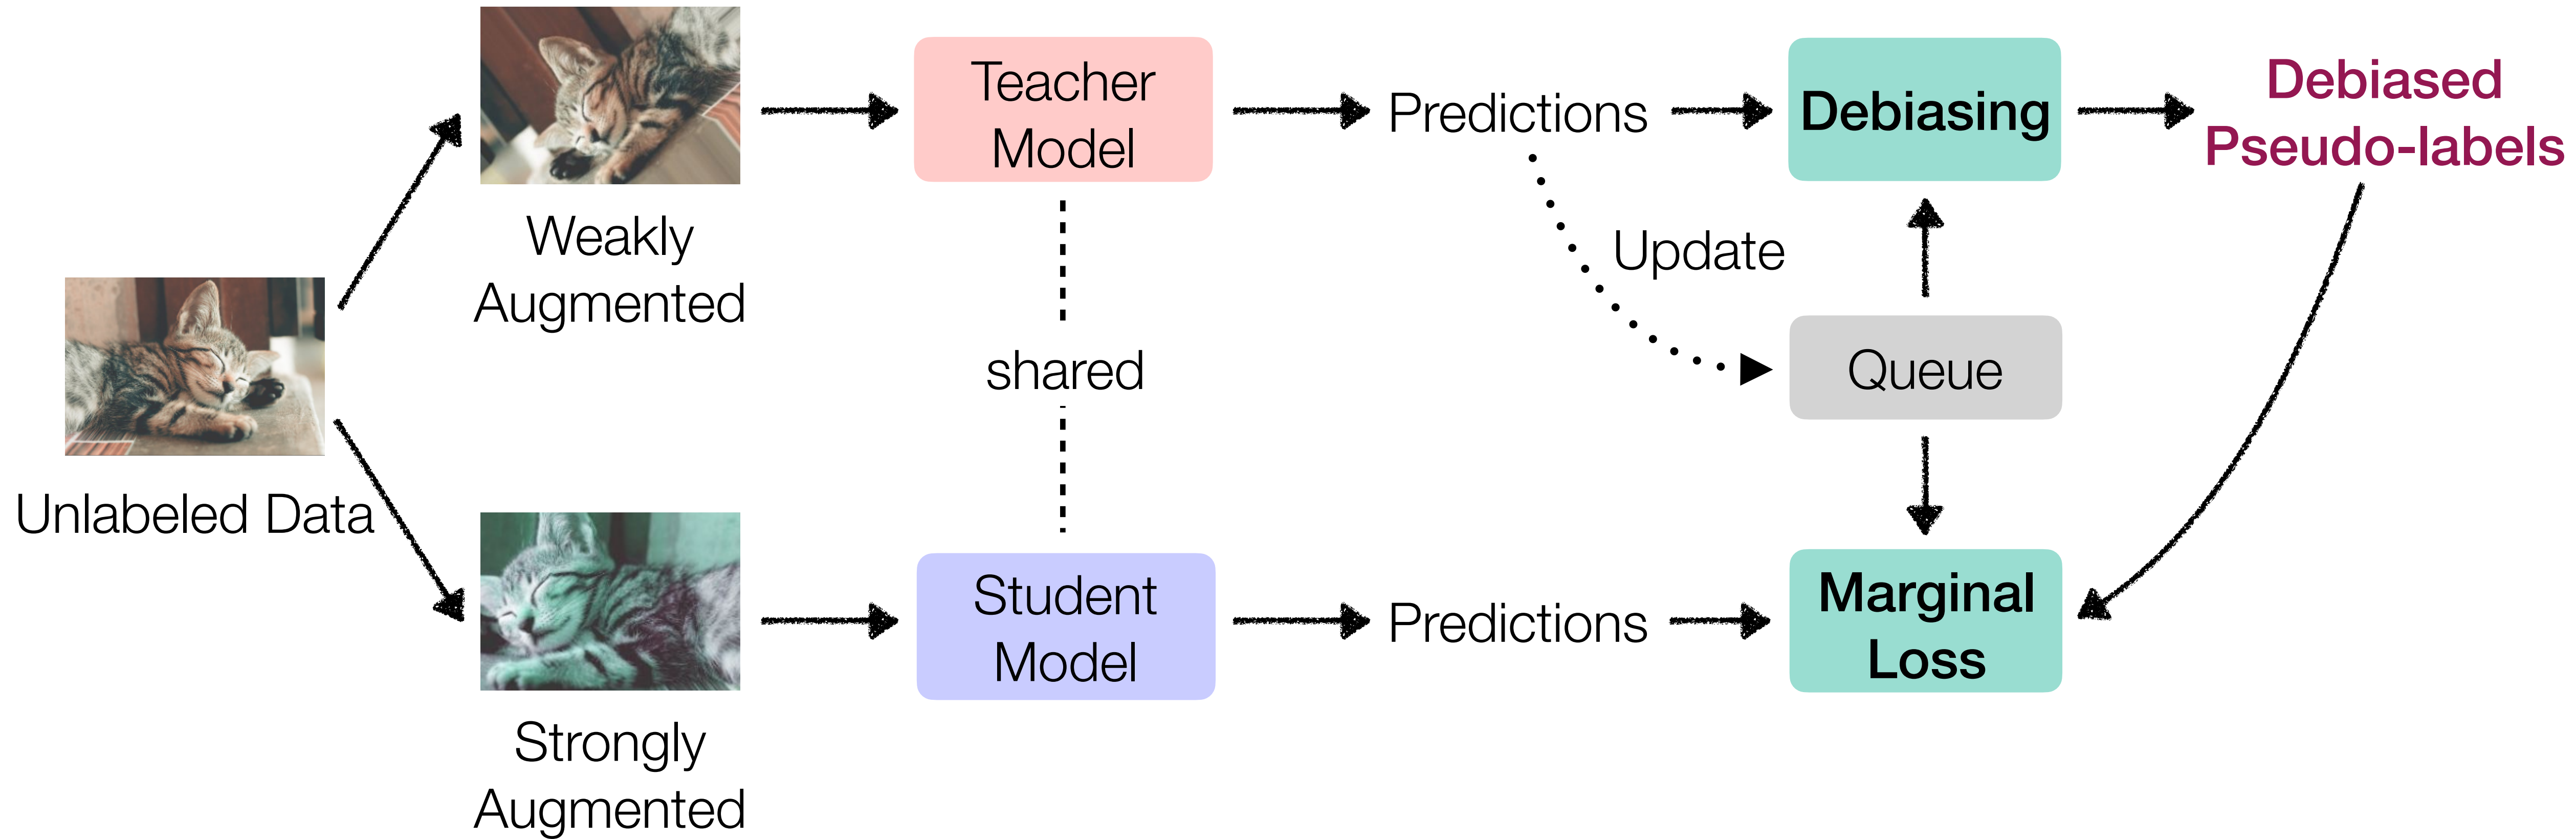 Teacher
Model
Predictions
Debiasing
Debiased
Pseudo-labels
Weakly
Augmented
Update
Unlabeled Data
shared
Queue
Student
Model
Predictions
Marginal
Loss
Strongly
Augmented